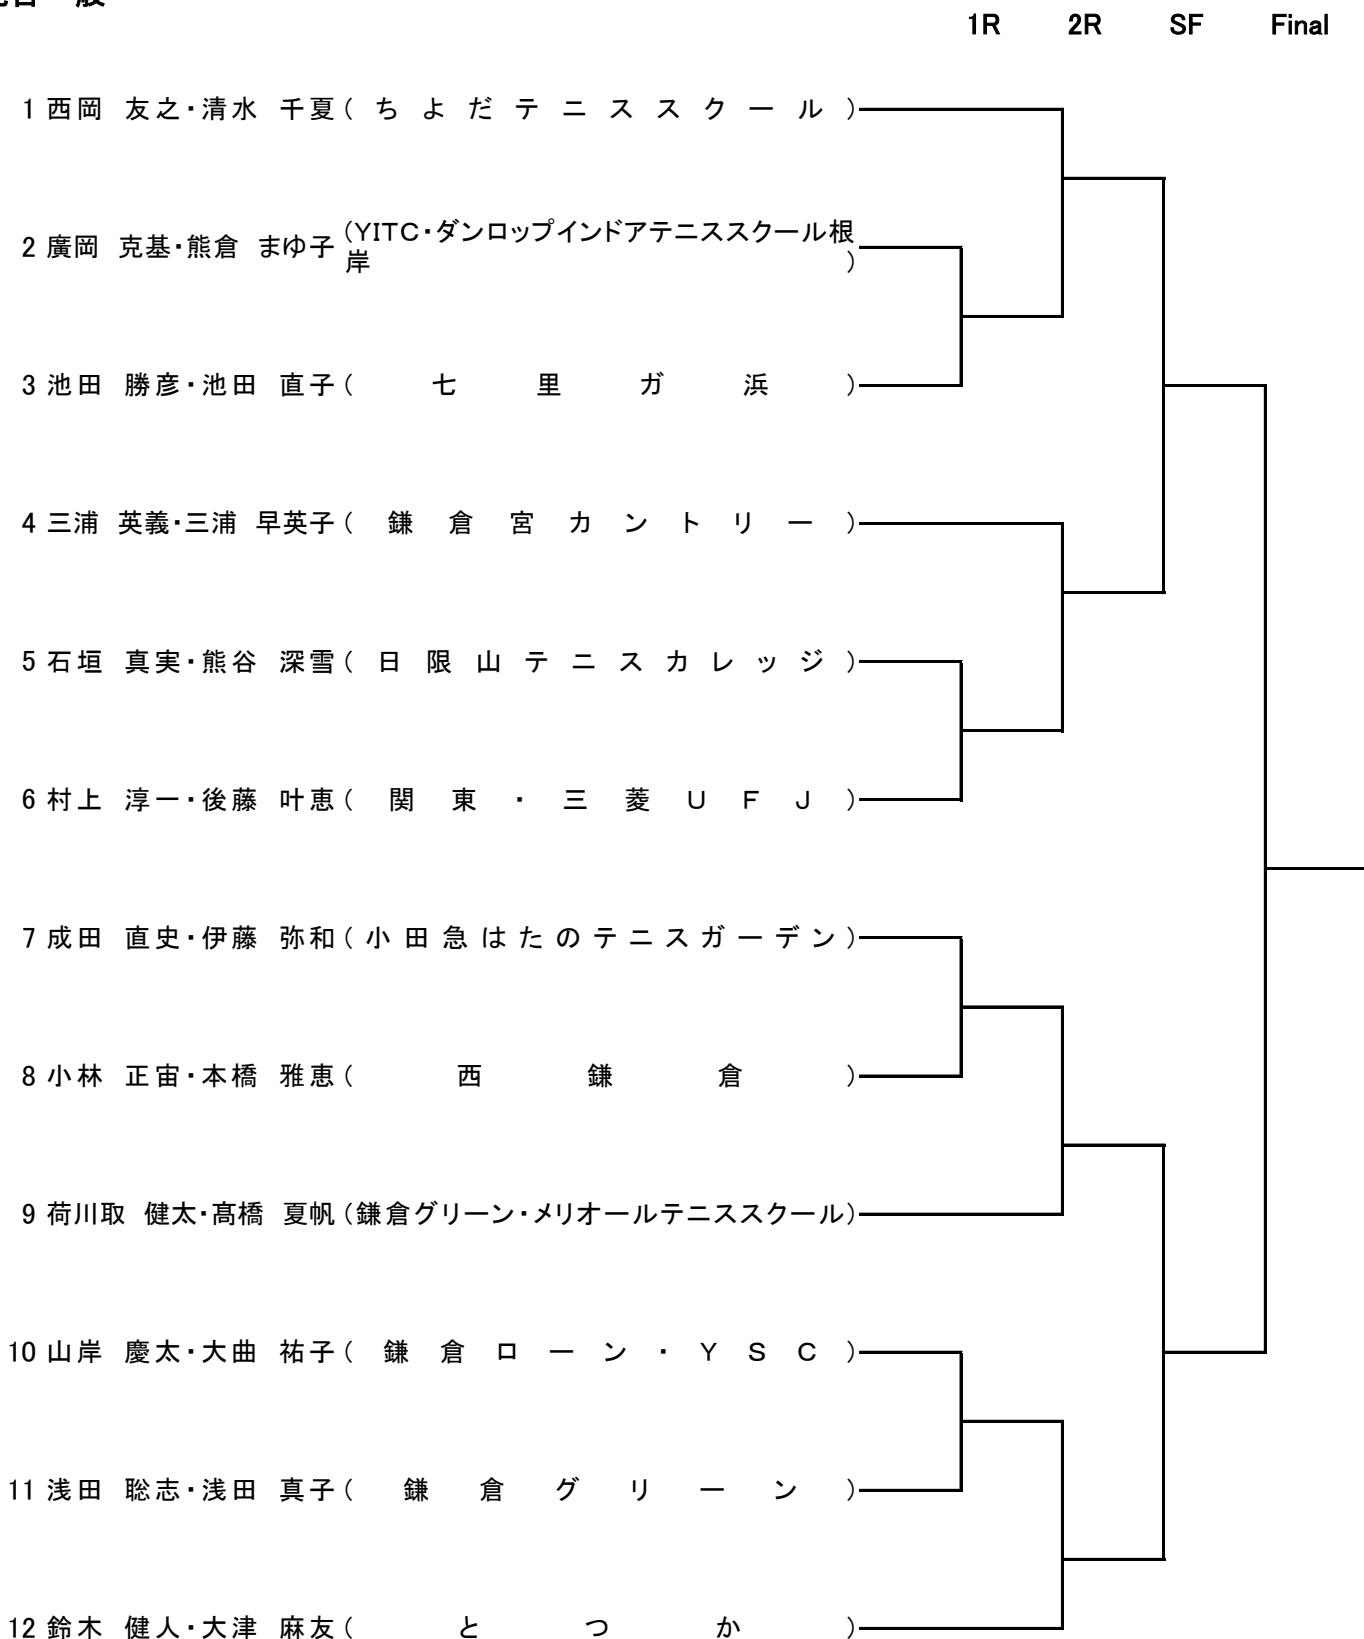 1R 2R SF Final
1 西岡 友之・清水 千夏 (ちよだテニススクール)
2 廣岡 克基・熊倉 まゆ子 (YITC・ダンロップインドアテニススクール根
岸)
3 池田 勝彦・池田 直子 (七里ガ浜)
4 三浦 英義・三浦 早英子 (鎌倉宮カントリー)
5 石垣 真実・熊谷 深雪 (日限山テニスカレッジ)
6 村上 淳一・後藤 叶恵 (関東・三菱UFJ)
7 成田 直史・伊藤 弥和 (小田急はたのテニスガーデン)
8 小林 正宙・本橋 雅恵 (西鎌倉)
9 荷川取 健太・髙橋 夏帆 (鎌倉グリーン・メリオールテニススクール)
10 山岸 慶太・大曲 祐子 (鎌倉ローン・YSC)
11 浅田 聡志・浅田 真子 (鎌倉グリーン)
12 鈴木 健人・大津 麻友 (とつか)